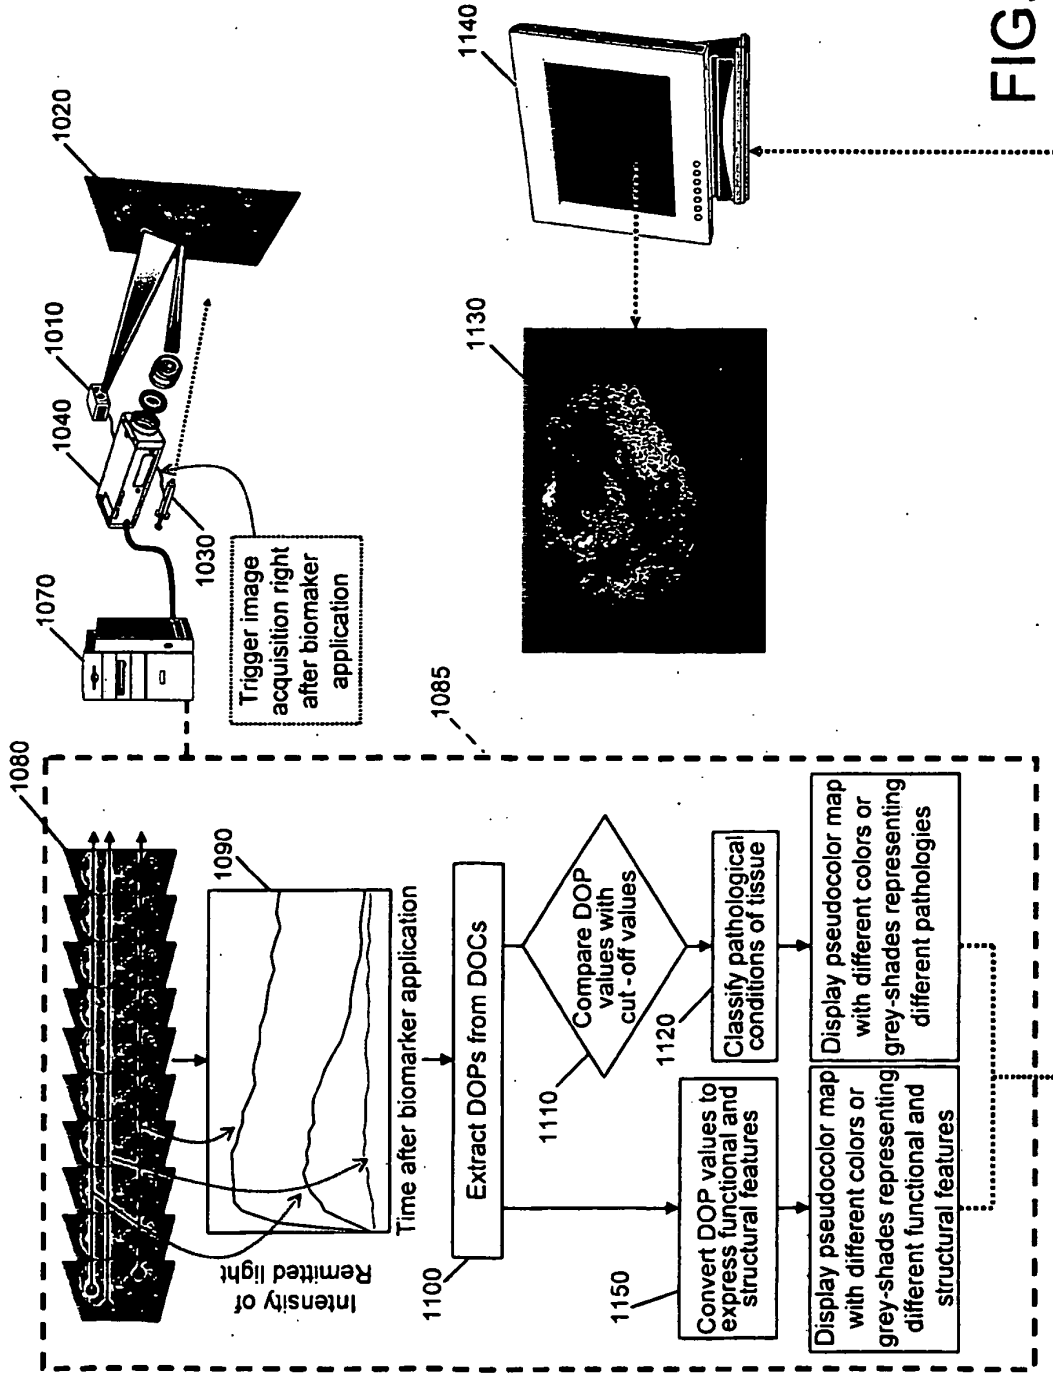 1080
1085
1090
Intensity of
Remitted light
Time after biomarker application
1100
Extract DOPs from DOCs
1110
Compare DOP
values with
cut-off values
1120
Classify pathological
conditions of tissue
1150
Convert DOP values to
express functional and
structural features
Display pseudocolor map
with different colors or
grey-shades representing
different functional and
structural features
Display pseudocolor map
with different colors or
grey-shades representing
different pathologies
1070
1040
1010
1020
1030
Trigger image
acquisition right
after biomaker
application
1130
1140
FIG.